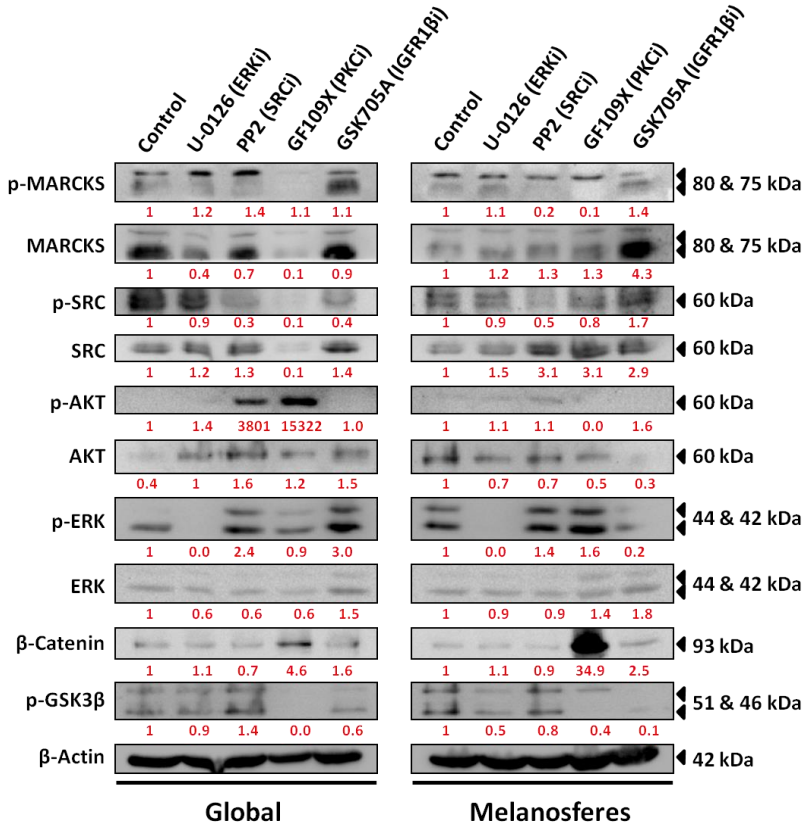 Control U-0126 (ERKi) PP2 (SRCi) GF109X (PKCi) GSK705A (IGFR1βi) Control U-0126 (ERKi) PP2 (SRCi) GF109X (PKCi) GSK705A (IGFR1βi)
p-MARCKS 80 & 75 kDa
1 1.2 1.4 1.1 1.1 1 1.1 0.2 0.1 1.4
MARCKS 80 & 75 kDa
1 0.4 0.7 0.1 0.9 1 1.2 1.3 1.3 4.3
p-SRC 60 kDa
1 0.9 0.3 0.1 0.4 1 0.9 0.5 0.8 1.7
SRC 60 kDa
1 1.2 1.3 0.1 1.4 1 1.5 3.1 3.1 2.9
p-AKT 60 kDa
1 1.4 3801 15322 1.0 1 1.1 1.1 0.0 1.6
AKT 60 kDa
0.4 1 1.6 1.2 1.5 1 0.7 0.7 0.5 0.3
p-ERK 44 & 42 kDa
1 0.0 2.4 0.9 3.0 1 0.0 1.4 1.6 0.2
ERK 44 & 42 kDa
1 0.6 0.6 0.6 1.5 1 0.9 0.9 1.4 1.8
β-Catenin 93 kDa
1 1.1 0.7 4.6 1.6 1 1.1 0.9 34.9 2.5
p-GSK3β 51 & 46 kDa
1 0.9 1.4 0.0 0.6 1 0.5 0.8 0.4 0.1
β-Actin 42 kDa
Global Melanosferes